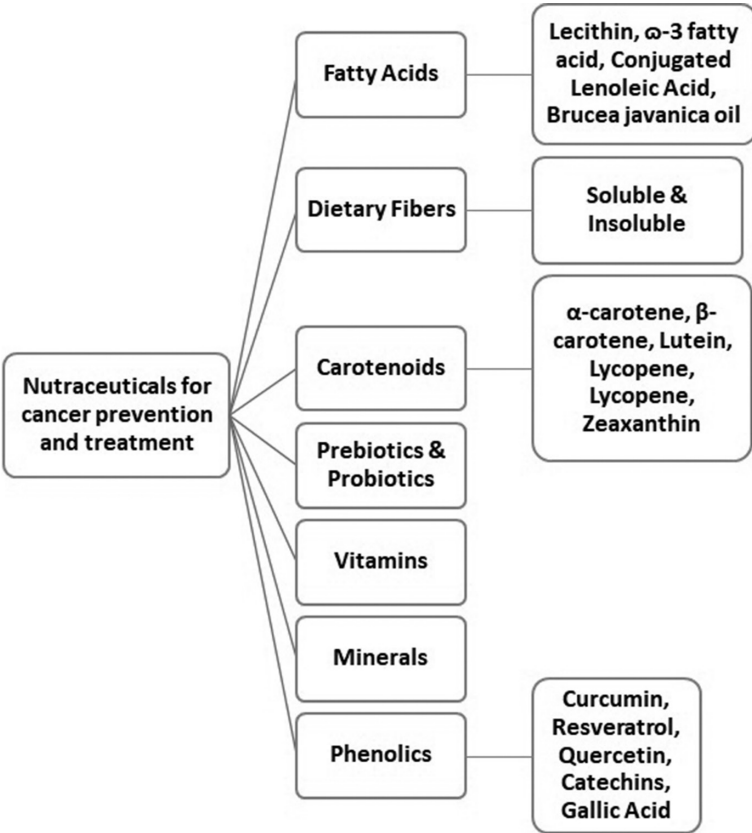 Nutraceuticals for
cancer prevention
and treatment
Fatty Acids
Lecithin, ω-3 fatty
acid, Conjugated
Lenoleic Acid,
Brucea javanica oil
Dietary Fibers
Soluble &
Insoluble
Carotenoids
α-carotene, β-
carotene, Lutein,
Lycopene,
Lycopene,
Zeaxanthin
Prebiotics &
Probiotics
Vitamins
Minerals
Phenolics
Curcumin,
Resveratrol,
Quercetin,
Catechins,
Gallic Acid